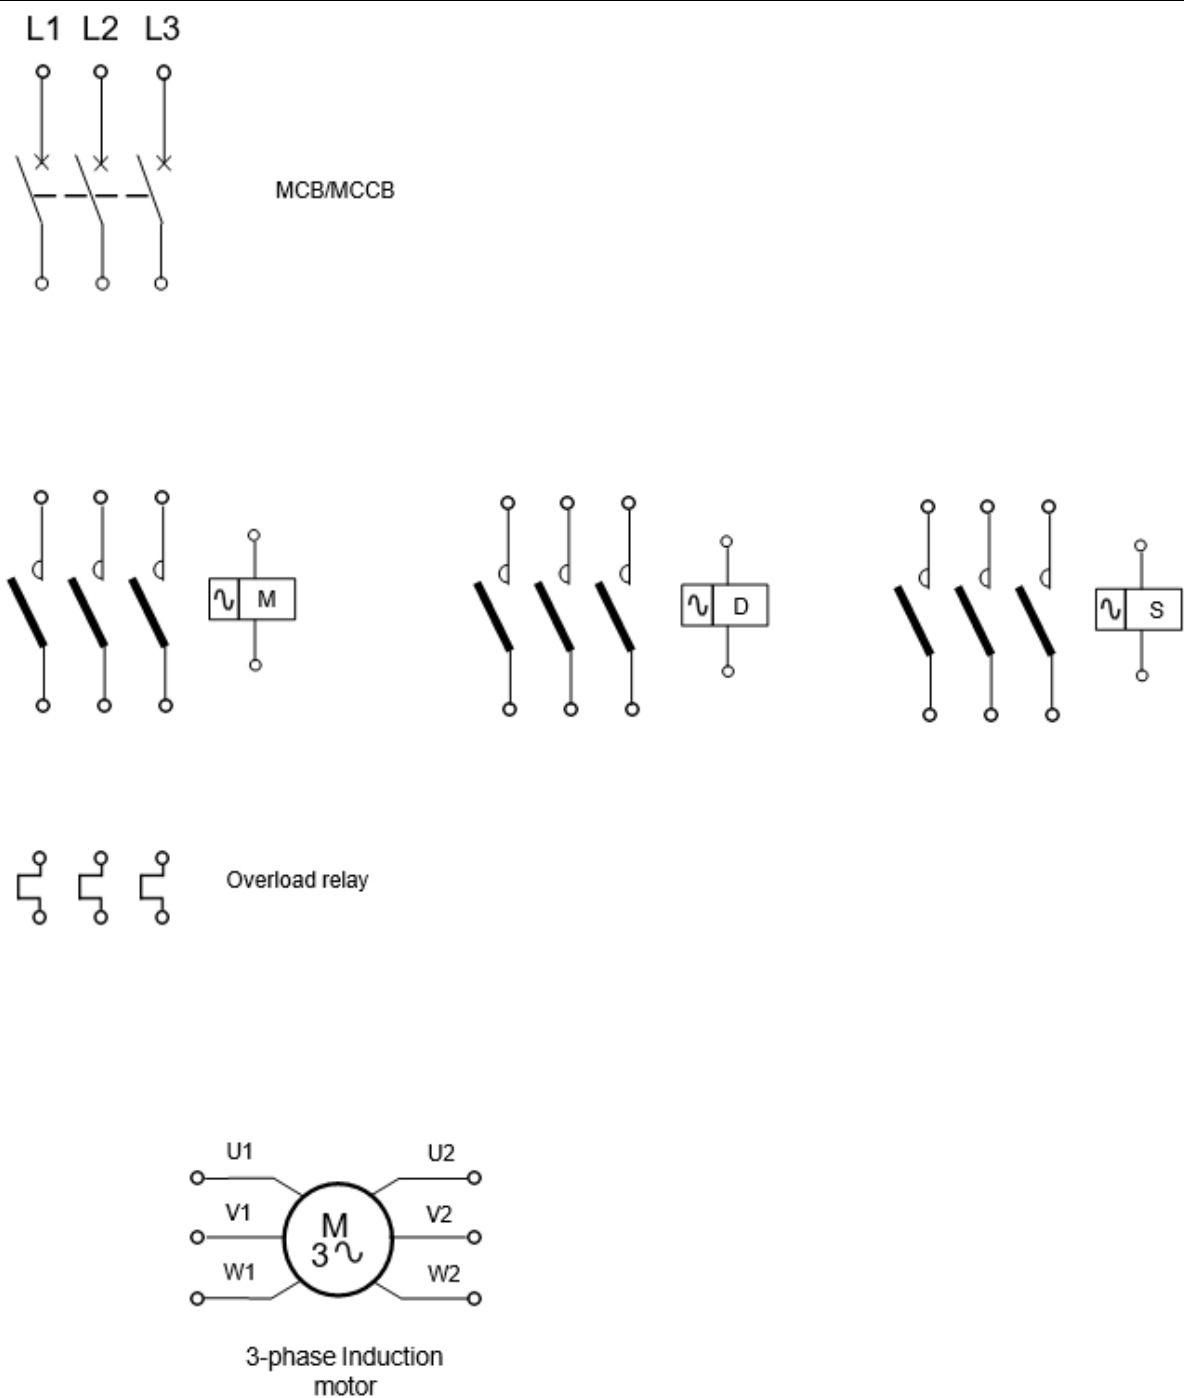 L1 L2 L3
MCB/MCCB
M
D
S
Overload relay
U1
U2
V1
V2
W1
W2
M
3∿
3-phase Induction
motor